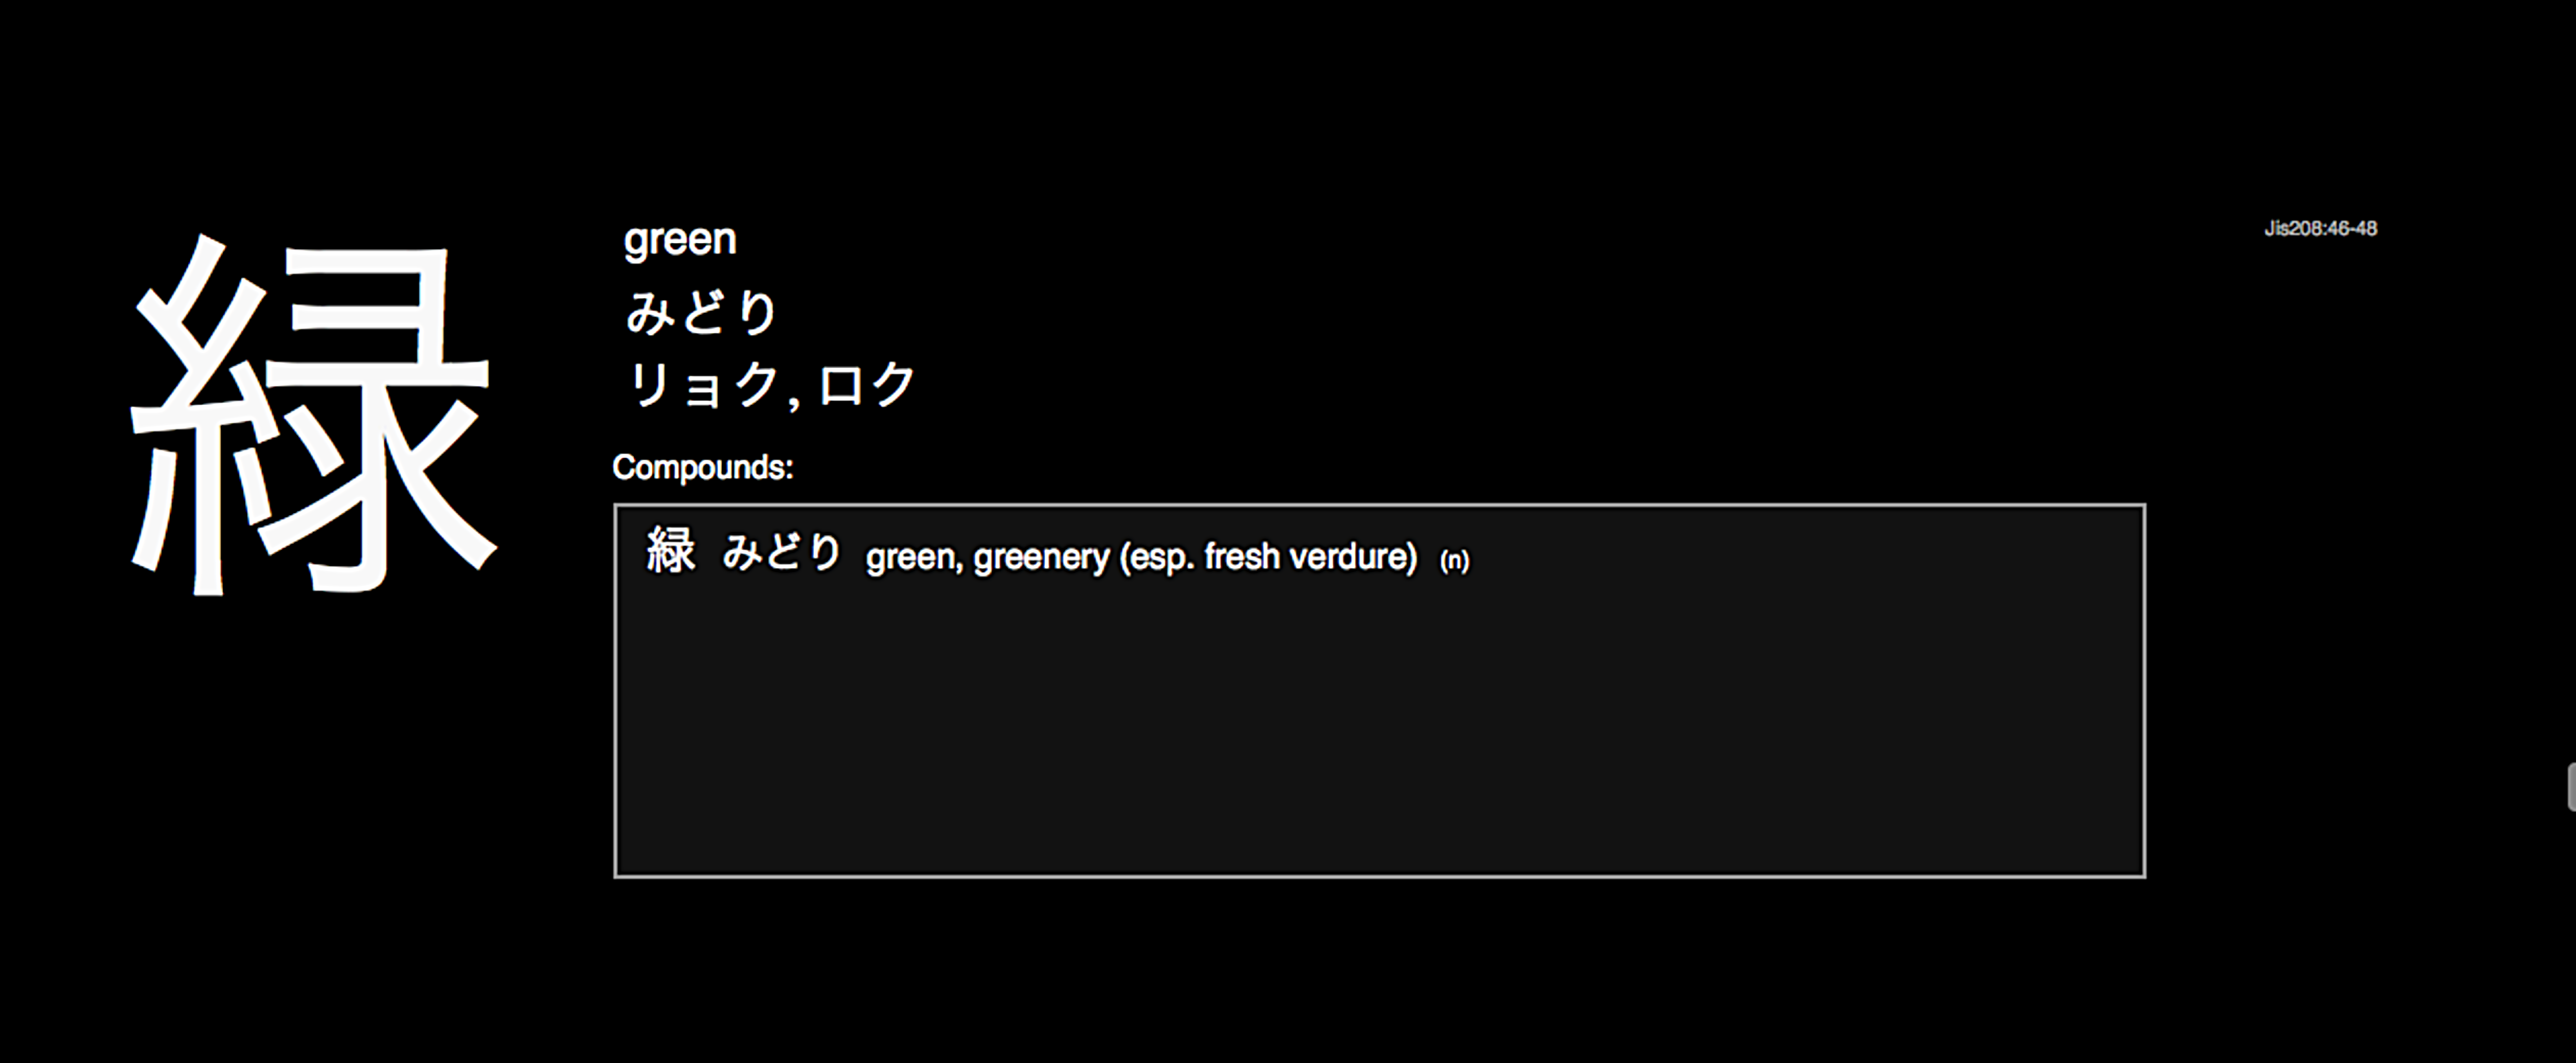 緑
green
みどり
リョク, ロク
Jis208:46-48
Compounds:
緑 みどり green, greenery (esp. fresh verdure) (n)